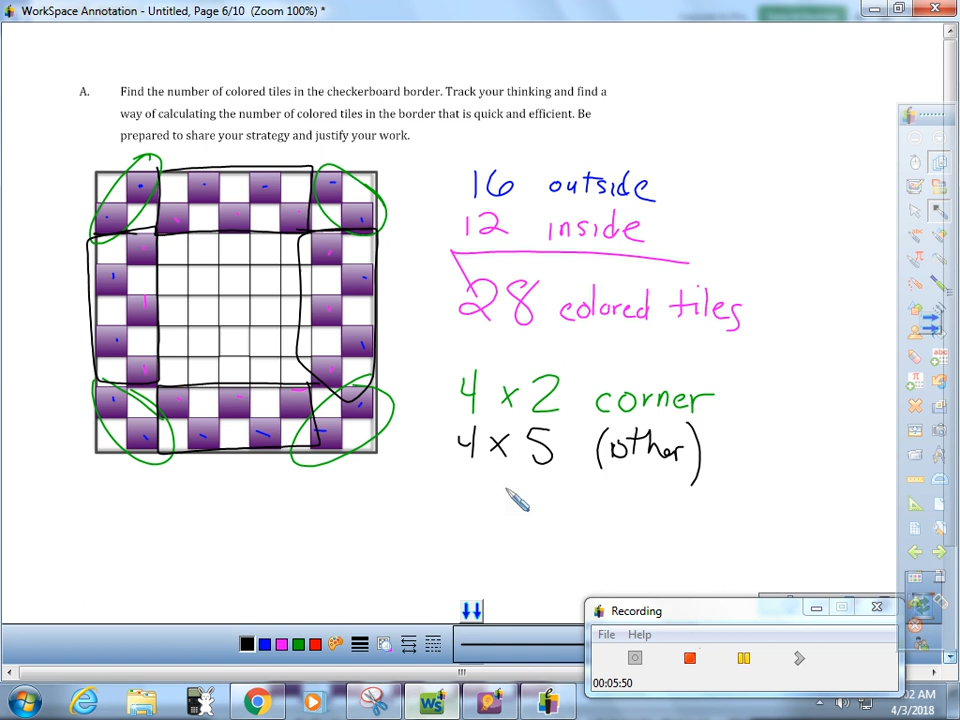 WorkSpace Annotation - Untitled, Page 6/10 (Zoom 100%) *
A. Find the number of colored tiles in the checkerboard border. Track your thinking and find a
way of calculating the number of colored tiles in the border that is quick and efficient. Be
prepared to share your strategy and justify your work.
16 outside
12 inside
28 colored tiles
4 x 2 corner
4 x 5 (other)
Recording
File Help
00:05:50
02 AM
4/3/2018